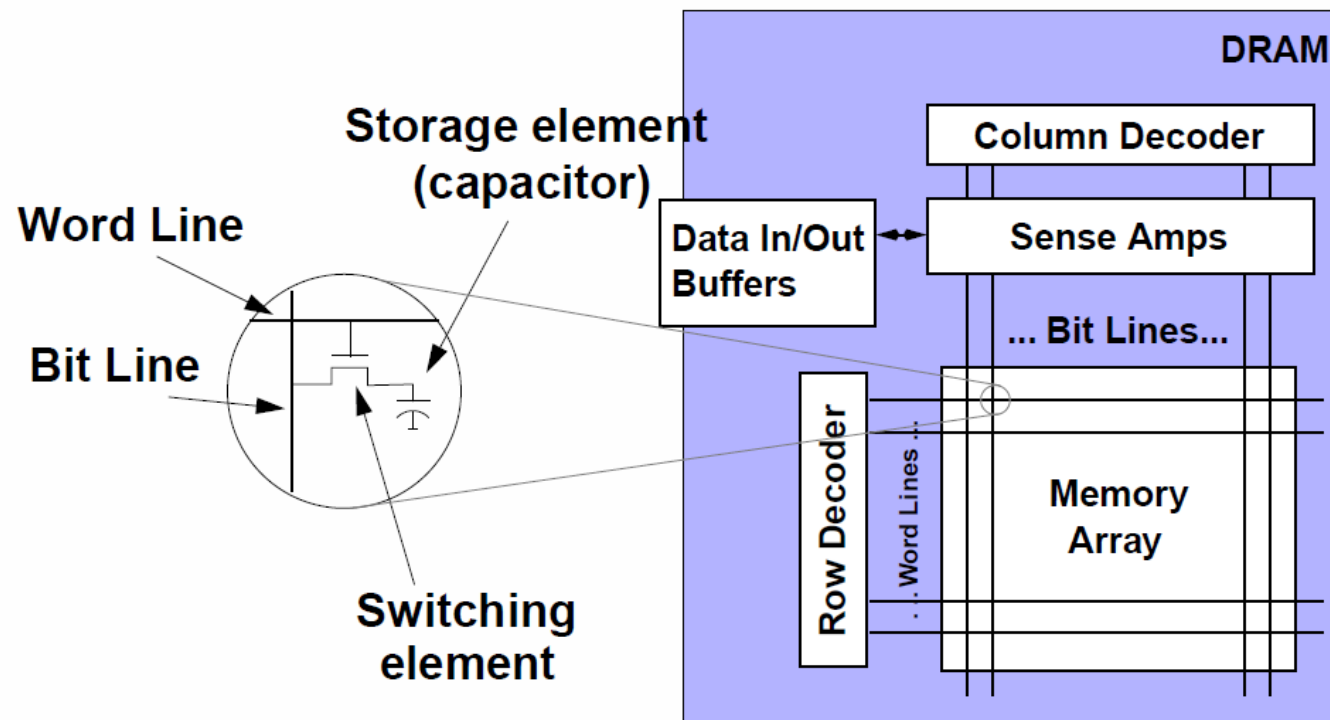 DRAM
Storage element
(capacitor)
Word Line
Bit Line
Switching
element
Column Decoder
Sense Amps
Data In/Out
Buffers
... Bit Lines...
Row Decoder
. ..Word Lines ...
Memory
Array